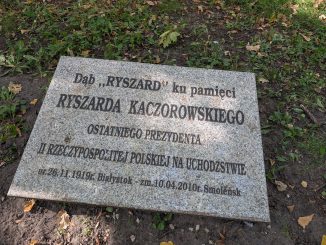 Dąb ,,RYSZARD" ku pamięci
RYSZARDA KACZOROWSKIEGO
OSTATNIEGO PREZYDENTA
II RZECZYPOSPOLITEJ POLSKIEJ NA UCHODŹSTWIE
ur.26.11.1919r. Białystok - zm.10.04.2010r. Smoleńsk